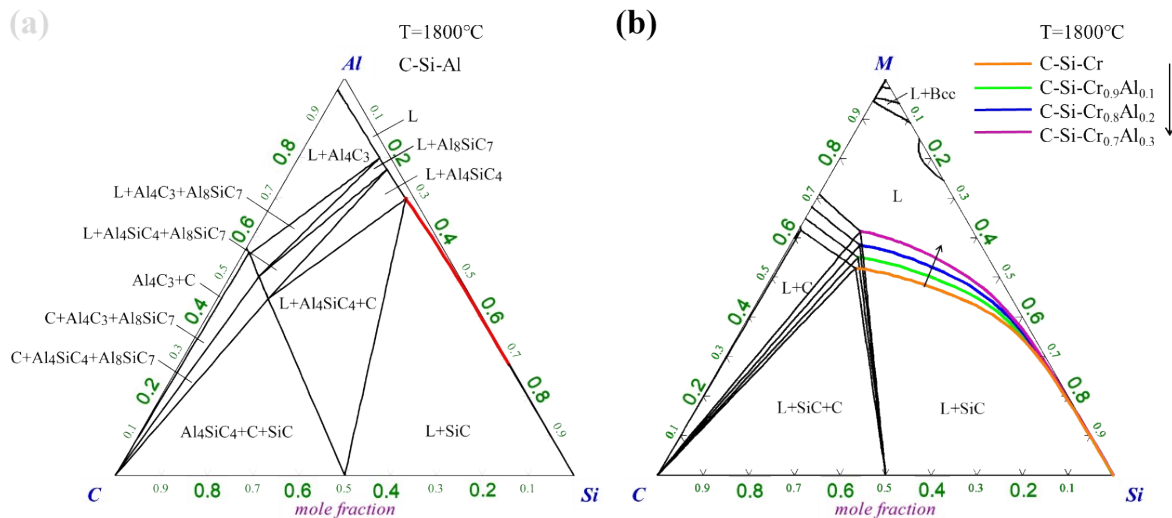 (a)
T=1800°C
C-Si-Al
Al
0.9
0.1
L
0.8
0.2
L+Al4C3
L+Al8SiC7
L+Al4SiC4
0.7
0.3
L+Al4C3+Al8SiC7
0.6
0.4
L+Al4SiC4+Al8SiC7
0.5
0.5
Al4C3+C
L+Al4SiC4+C
0.4
0.6
C+Al4C3+Al8SiC7
0.3
0.7
C+Al4SiC4+Al8SiC7
0.2
0.8
0.1
0.9
Al4SiC4+C+SiC
L+SiC
C
0.9
0.8
0.7
0.6
0.5
0.4
0.3
0.2
0.1
Si
mole fraction
(b)
T=1800°C
C-Si-Cr
C-Si-Cr0.9Al0.1
C-Si-Cr0.8Al0.2
C-Si-Cr0.7Al0.3
M
L+Bcc
0.9
0.1
0.8
0.2
0.7
0.3
L
0.6
0.4
0.5
0.5
L+C
0.4
0.6
0.3
0.7
0.2
0.8
L+SiC+C
L+SiC
0.1
0.9
C
0.9
0.8
0.7
0.6
0.5
0.4
0.3
0.2
0.1
Si
mole fraction